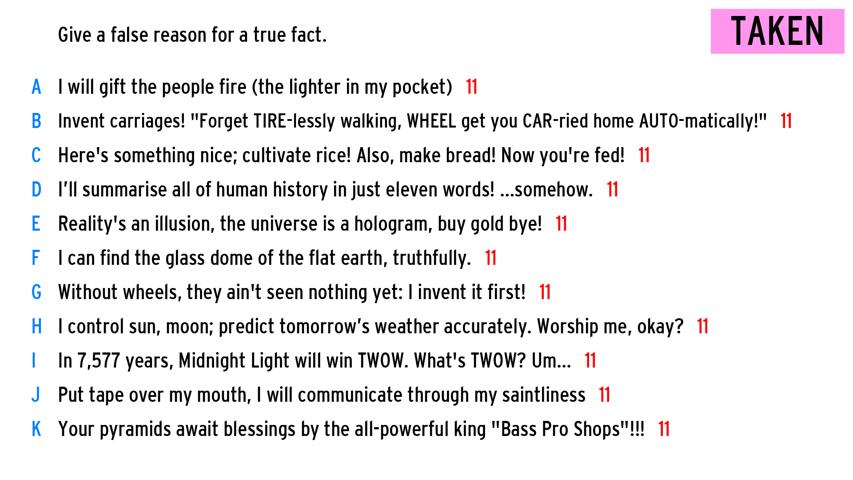 Give a false reason for a true fact.
TAKEN
A I will gift the people fire (the lighter in my pocket) 11
B Invent carriages! "Forget TIRE-lessly walking, WHEEL get you CAR-ried home AUTO-matically!" 11
C Here's something nice; cultivate rice! Also, make bread! Now you're fed! 11
D I’ll summarise all of human history in just eleven words! ...somehow. 11
E Reality's an illusion, the universe is a hologram, buy gold bye! 11
F I can find the glass dome of the flat earth, truthfully. 11
G Without wheels, they ain't seen nothing yet: I invent it first! 11
H I control sun, moon; predict tomorrow’s weather accurately. Worship me, okay? 11
I In 7,577 years, Midnight Light will win TWOW. What's TWOW? Um... 11
J Put tape over my mouth, I will communicate through my saintliness 11
K Your pyramids await blessings by the all-powerful king "Bass Pro Shops"!!! 11